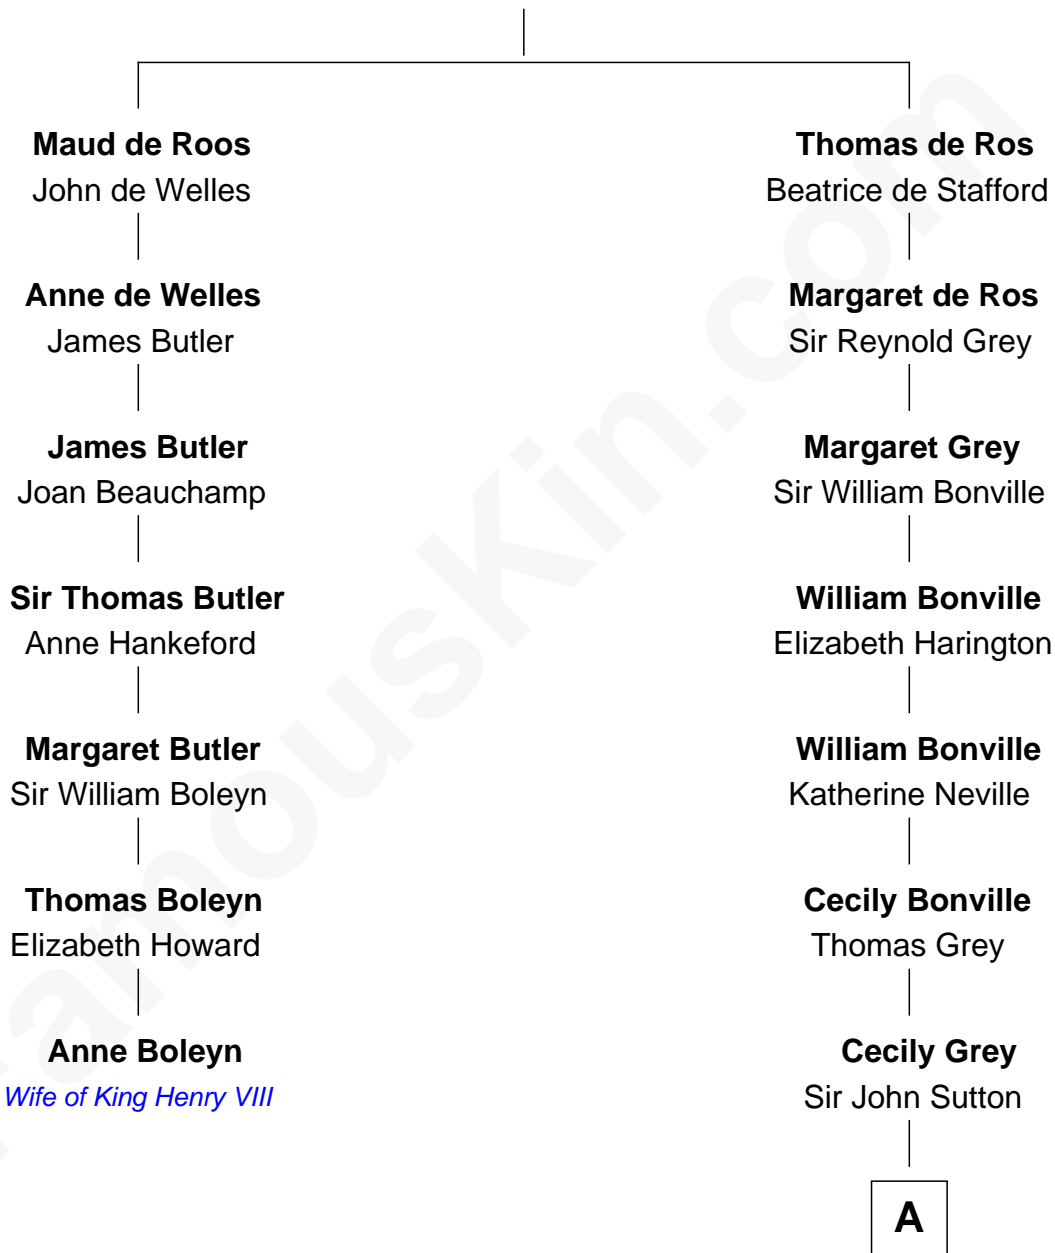 Maud de Roos
John de Welles
Anne de Welles
James Butler
James Butler
Joan Beauchamp
Sir Thomas Butler
Anne Hankeford
Margaret Butler
Sir William Boleyn
Thomas Boleyn
Elizabeth Howard
Anne Boleyn
Wife of King Henry VIII
Thomas de Ros
Beatrice de Stafford
Margaret de Ros
Sir Reynold Grey
Margaret Grey
Sir William Bonville
William Bonville
Elizabeth Harington
William Bonville
Katherine Neville
Cecily Bonville
Thomas Grey
Cecily Grey
Sir John Sutton
A
FamousKin.com